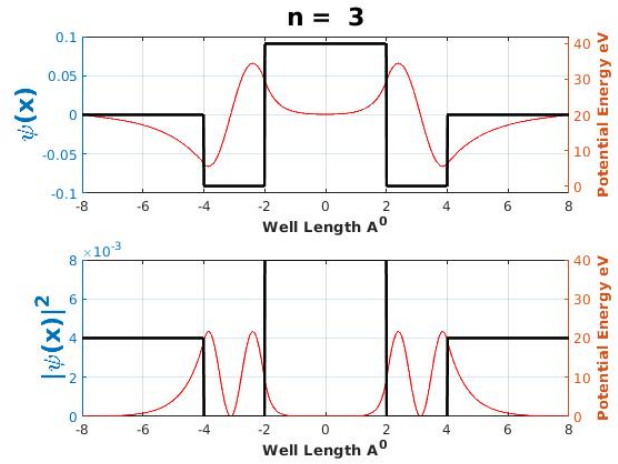 n = 3
0.1
0.05
0
-0.05
-0.1
ψ(x)
40
30
20
10
0
Potential Energy eV
-8 -6 -4 -2 0 2 4 6 8
Well Length A⁰
×10⁻³
8
6
4
2
0
|ψ(x)|²
40
30
20
10
0
Potential Energy eV
-8 -6 -4 -2 0 2 4 6 8
Well Length A⁰